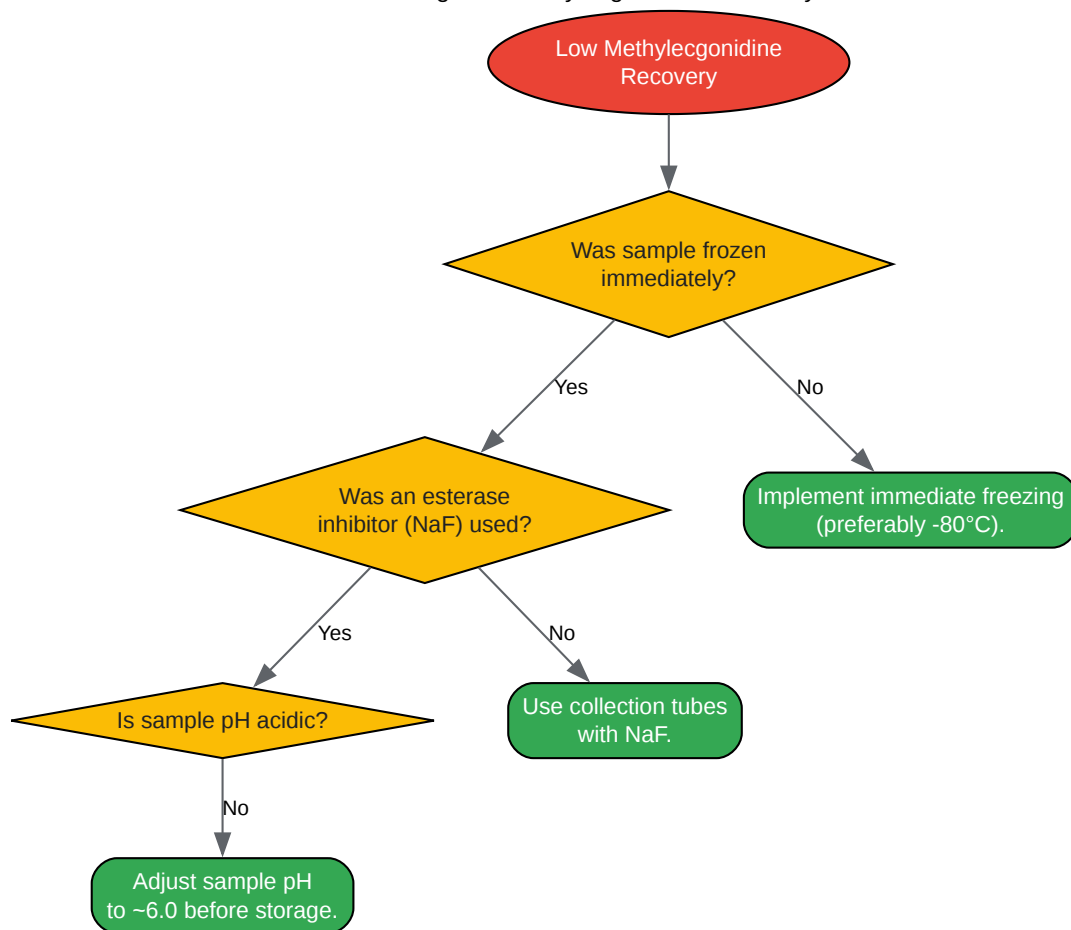 Low Methylecgonidine
Recovery
Was sample frozen
immediately?
Yes
No
Was an esterase
inhibitor (NaF) used?
Implement immediate freezing
(preferably -80°C).
Yes
No
Is sample pH acidic?
Use collection tubes
with NaF.
No
Adjust sample pH
to ~6.0 before storage.